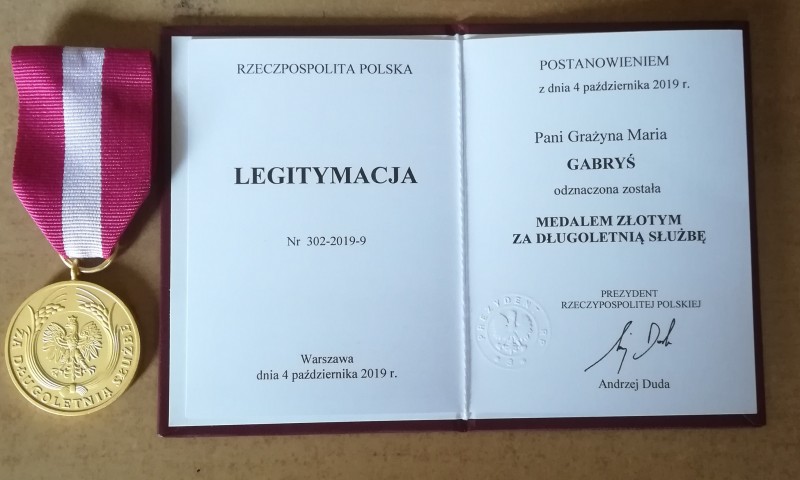 RZECZPOSPOLITA POLSKA
LEGITYMACJA
Nr 302-2019-9
Warszawa
dnia 4 października 2019 r.
POSTANOWIENIEM
z dnia 4 października 2019 r.
Pani Grażyna Maria
GABRYŚ
odznaczona została
MEDALEM ZŁOTYM
ZA DŁUGOLETNIĄ SŁUŻBĘ
PREZYDENT
RZECZYPOSPOLITEJ POLSKIEJ
Andrzej Duda
ZA DŁUGOLETNIĄ SŁUŻBĘ